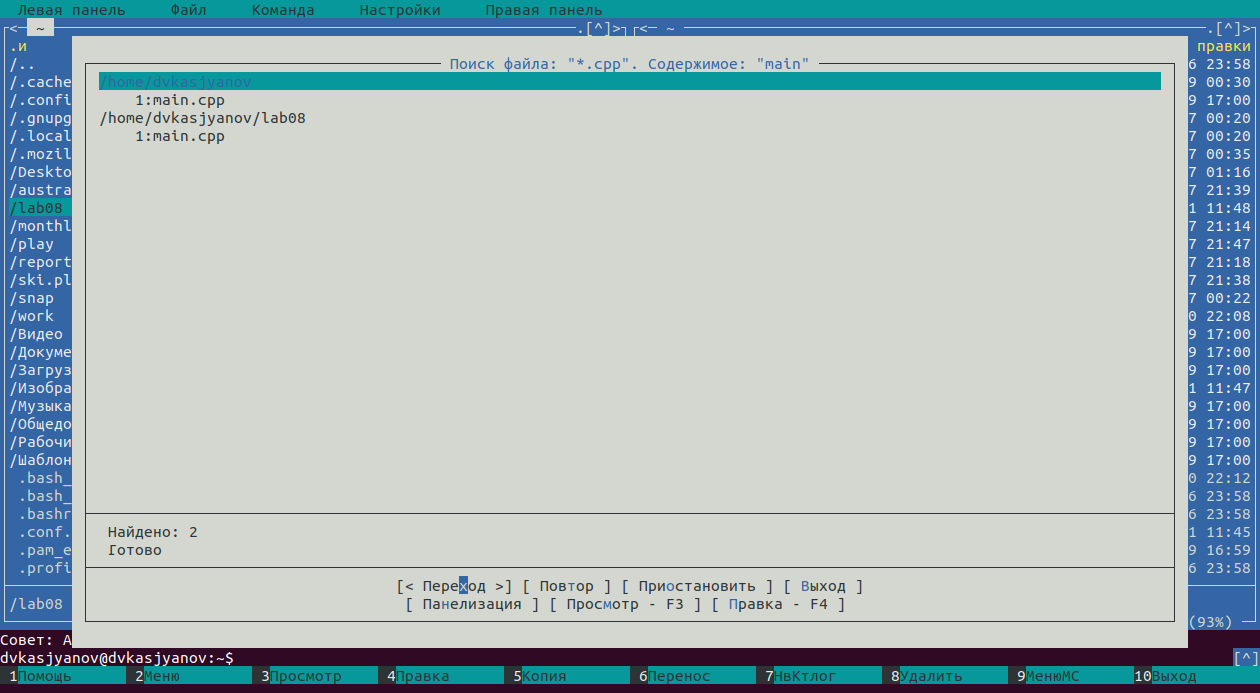 Левая панель Файл Команда Настройки Правая панель
<─ ~ .[^]> <─ ~ .[^]>
.и правки
Поиск файла: "*.cpp". Содержимое: "main"
/.. 6 23:58
/.cache /home/dvkasjyanov 9 00:30
/.confi 1:main.cpp 9 17:00
/.gnupg /home/dvkasjyanov/lab08 7 00:20
/.local 1:main.cpp 7 00:20
/.mozil 7 00:35
/Deskto 7 01:16
/austra 7 21:39
/lab08 1 11:48
/monthl 7 21:14
/play 7 21:47
/report 7 21:18
/ski.pl 7 21:38
/snap 7 00:22
/work 0 22:08
/Видео 9 17:00
/Докуме 9 17:00
/Загруз 9 17:00
/Изобра 1 11:47
/Музыка 9 17:00
/Общедо 9 17:00
/Рабочи 9 17:00
/Шаблон 9 17:00
.bash_ 0 22:12
.bash_ 6 23:58
.bashr 6 23:58
.conf. Найдено: 2 1 11:45
.pam_e Готово 9 16:59
.profi 6 23:58
[< Переход >] [ Повтор ] [ Приостановить ] [ Выход ]
/lab08 [ Панелизация ] [ Просмотр - F3 ] [ Правка - F4 ]
(93%)
Совет: А
dvkasjyanov@dvkasjyanov:~$ [^]
1Помощь 2Меню 3Просмотр 4Правка 5Копия 6Перенос 7НвКтлог 8Удалить 9МенюMC 10Выход